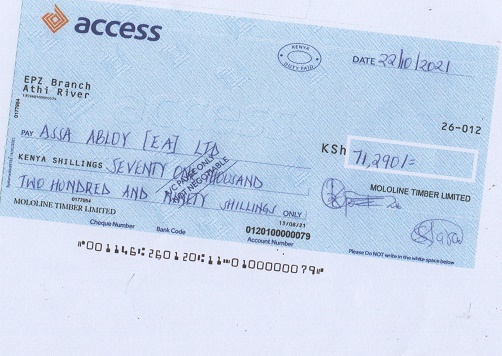 access
KENYA
DUTY PAID
DATE 22/10/2021
EPZ Branch
Athi River
26-012
PAY ASSA ABLOY [EA] LTD
KSh 71,290/=
KENYA SHILLINGS SEVENTY ONE THOUSAND
A/C PAYEE ONLY
NOT NEGOTIABLE
MOLOLINE TIMBER LIMITED
TWO HUNDRED AND NINETY SHILLINGS ONLY
MOLOLINE TIMBER LIMITED
13/08/21
0120100000079
Cheque Number Bank Code Account Number
Please Do NOT write in the white space below